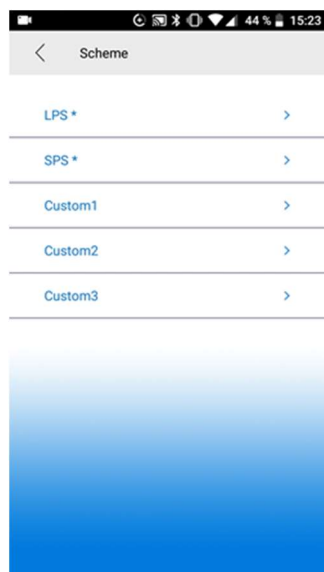 44 % 15:23
Scheme
LPS *
SPS *
Custom1
Custom2
Custom3